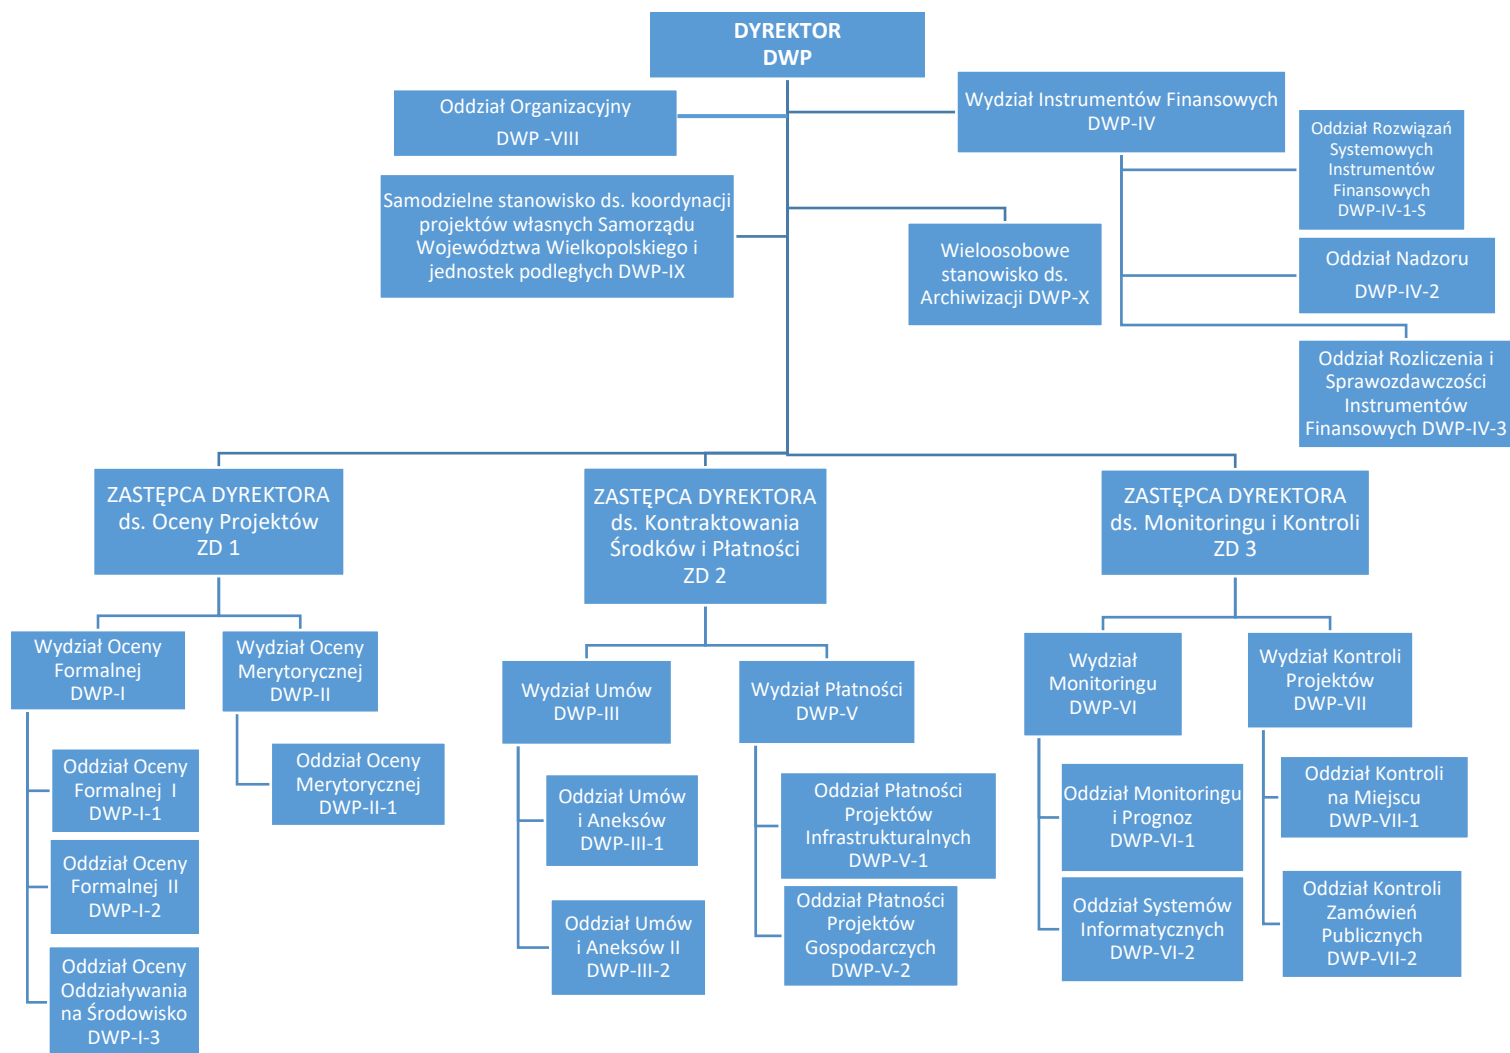 DYREKTOR
DWP
Oddział Organizacyjny
DWP -VIII
Wydział Instrumentów Finansowych
DWP-IV
Oddział Rozwiązań
Systemowych
Instrumentów
Finansowych
DWP-IV-1-S
Samodzielne stanowisko ds. koordynacji
projektów własnych Samorządu
Województwa Wielkopolskiego i
jednostek podległych DWP-IX
Wieloosobowe
stanowisko ds.
Archiwizacji DWP-X
Oddział Nadzoru
DWP-IV-2
Oddział Rozliczenia i
Sprawozdawczości
Instrumentów
Finansowych DWP-IV-3
ZASTĘPCA DYREKTORA
ds. Oceny Projektów
ZD 1
ZASTĘPCA DYREKTORA
ds. Kontraktowania
Środków i Płatności
ZD 2
ZASTĘPCA DYREKTORA
ds. Monitoringu i Kontroli
ZD 3
Wydział Oceny
Formalnej
DWP-I
Wydział Oceny
Merytorycznej
DWP-II
Wydział Umów
DWP-III
Wydział Płatności
DWP-V
Wydział
Monitoringu
DWP-VI
Wydział Kontroli
Projektów
DWP-VII
Oddział Oceny
Formalnej I
DWP-I-1
Oddział Oceny
Merytorycznej
DWP-II-1
Oddział Umów
i Aneksów
DWP-III-1
Oddział Płatności
Projektów
Infrastrukturalnych
DWP-V-1
Oddział Monitoringu
i Prognoz
DWP-VI-1
Oddział Kontroli
na Miejscu
DWP-VII-1
Oddział Oceny
Formalnej II
DWP-I-2
Oddział Umów
i Aneksów II
DWP-III-2
Oddział Płatności
Projektów
Gospodarczych
DWP-V-2
Oddział Systemów
Informatycznych
DWP-VI-2
Oddział Kontroli
Zamówień
Publicznych
DWP-VII-2
Oddział Oceny
Oddziaływania
na Środowisko
DWP-I-3